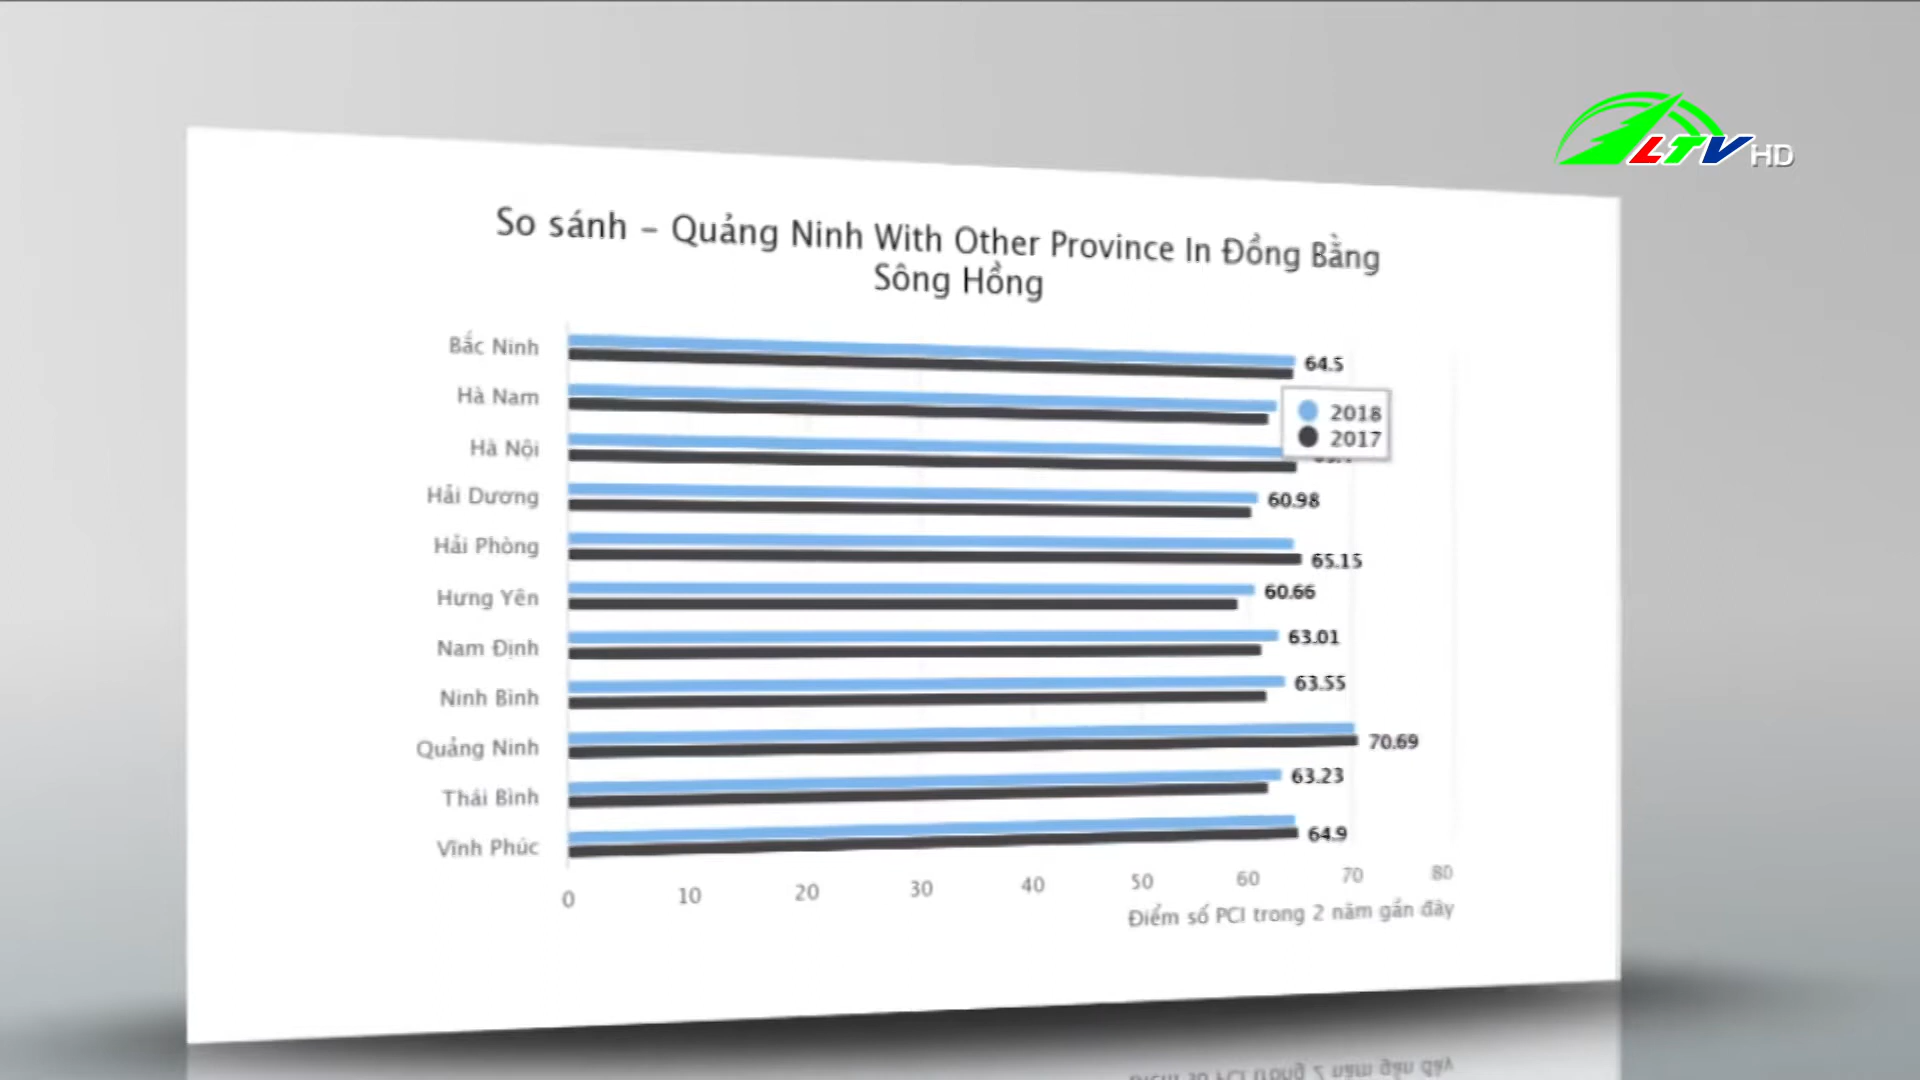 LTV HD
So sánh – Quảng Ninh With Other Province In Đồng Bằng
Sông Hồng
Bắc Ninh
64.5
Hà Nam
2018
2017
Hà Nội
Hải Dương
60.98
Hải Phòng
65.15
Hưng Yên
60.66
Nam Định
63.01
Ninh Bình
63.55
Quảng Ninh
70.69
Thái Bình
63.23
Vĩnh Phúc
64.9
0 10 20 30 40 50 60 70 80
Điểm số PCI trong 2 năm gần đây